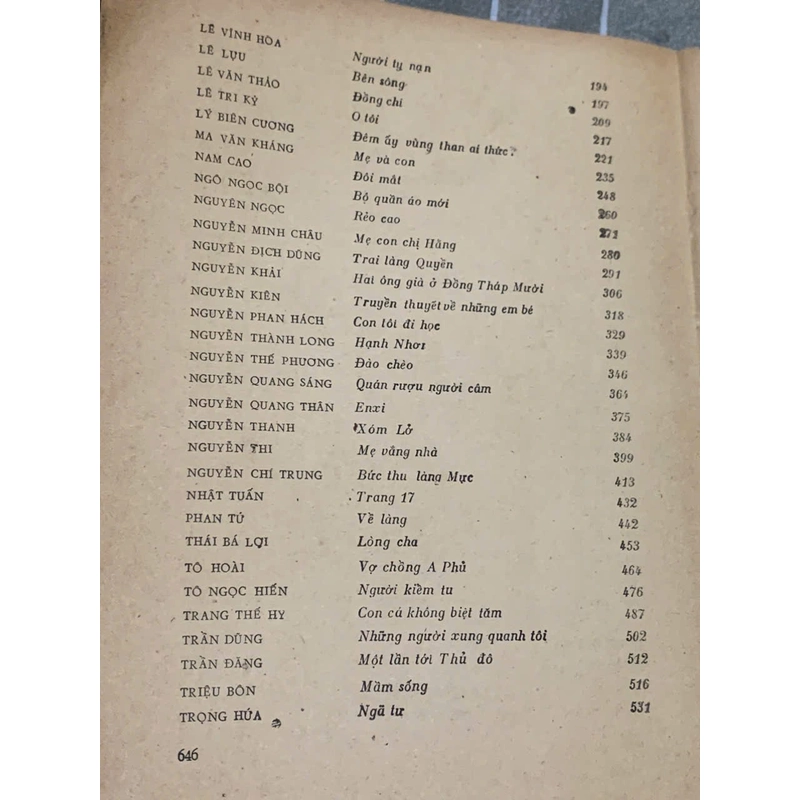 LÊ VĨNH HÒA Người tỵ nạn 194
LÊ LỰU Bên sông 197
LÊ VĂN THẢO Đồng chí 209
LÊ TRI KỶ O tôi 217
LÝ BIÊN CƯƠNG Đêm ấy vùng than ai thức? 221
MA VĂN KHÁNG Mẹ và con 235
NAM CAO Đôi mắt 248
NGÔ NGỌC BỘI Bộ quần áo mới 260
NGUYÊN NGỌC Rẻo cao 271
NGUYỄN MINH CHÂU Mẹ con chị Hằng 280
NGUYỄN ĐỊCH DŨNG Trai làng Quyền 291
NGUYỄN KHẢI Hai ông già ở Đồng Tháp Mười 306
NGUYỄN KIÊN Truyền thuyết về những em bé 318
NGUYỄN PHAN HÁCH Con tôi đi học 329
NGUYỄN THÀNH LONG Hạnh Nhơn 339
NGUYỄN THẾ PHƯƠNG Đào chèo 346
NGUYỄN QUANG SÁNG Quán rượu người câm 364
NGUYỄN QUANG THÂN Enxi 375
NGUYỄN THANH Xóm Lở 384
NGUYỄN THI Mẹ vắng nhà 399
NGUYỄN CHÍ TRUNG Bức thư làng Mực 413
NHẬT TUẤN Trang 17 432
PHAN TỨ Về làng 442
THÁI BÁ LỢI Lòng cha 453
TÔ HOÀI Vợ chồng A Phủ 464
TÔ NGỌC HIẾN Người kiểm tu 476
TRANG THẾ HY Con cá không biệt tăm 487
TRẦN DŨNG Những người xung quanh tôi 502
TRẦN ĐĂNG Một lần tới Thủ đô 512
TRIỆU BÔN Mầm sống 516
TRỌNG HỨA Ngã tư 531
646